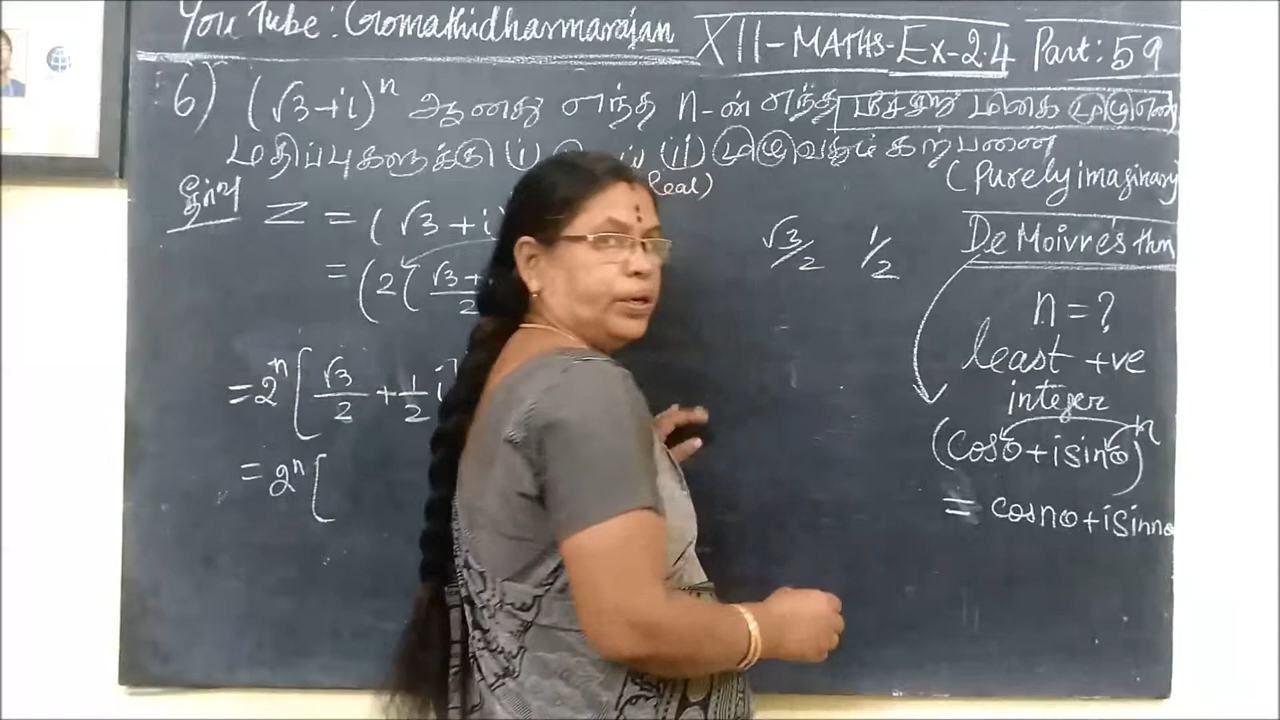 You Tube : Gomathidharmarajan XII-MATHS-Ex-2.4 Part: 59
6) (√3+i)ⁿ ஆனது எந்த n-ன் எந்த மீச்சிறு மிகை முழு எண்
மதிப்புகளுக்கு (i) (ii) முழுவதும் கற்பனை
Real) (Purely imaginary
தீர்வு Z = (√3+i
= (2(√3+
2
√3/2 1/2
De Moivre's thm
n=?
least +ve
integer
= 2ⁿ[√3/2 + 1/2 i
(cosθ+isinθ)ⁿ
= 2ⁿ[
= cosnθ+isinnθ